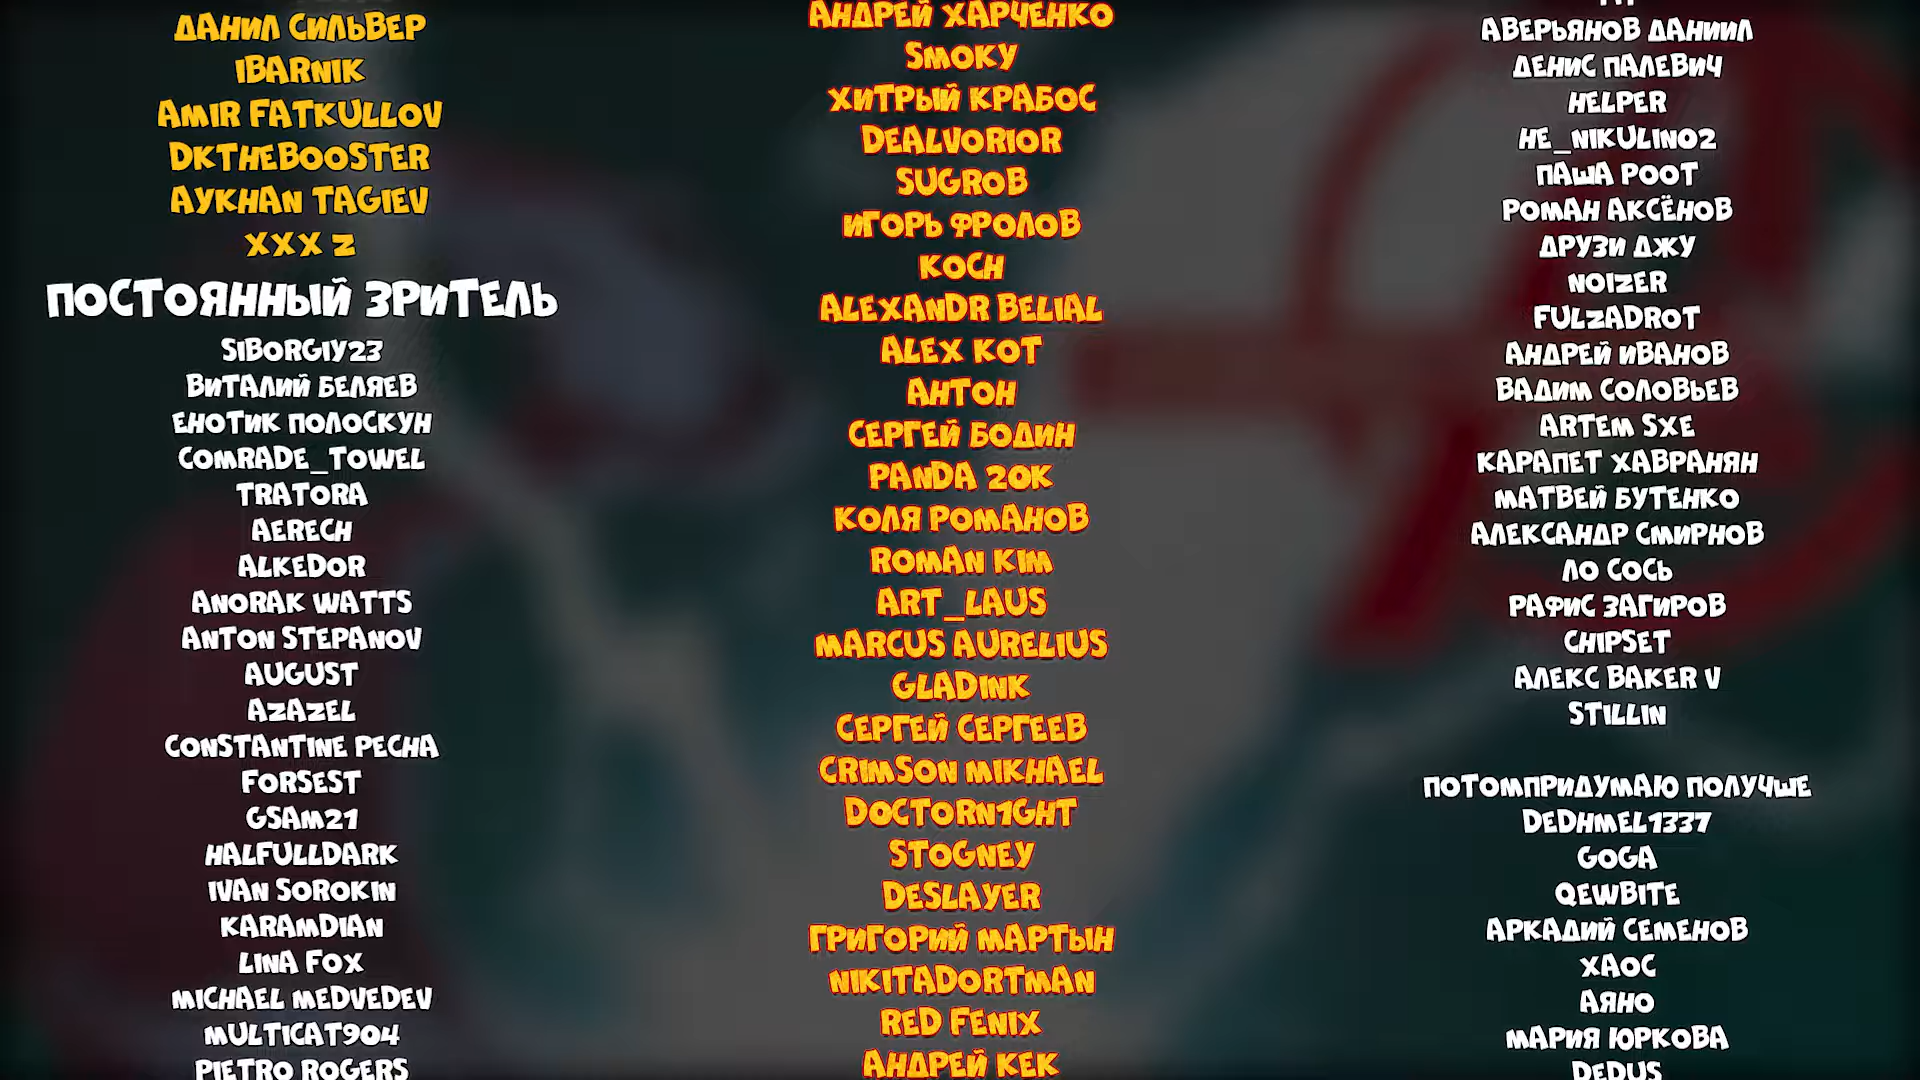 ДАНИЛ СИЛЬВЕР
IBARNIK
AMIR FATKULLOV
DKTHEBOOSTER
AYKHAN TAGIEV
XXX Z
ПОСТОЯННЫЙ ЗРИТЕЛЬ
SIBORGIY23
ВИТАЛИЙ БЕЛЯЕВ
ЕНОТИК ПОЛОСКУН
COMRADE_TOWEL
TRATORA
AERECH
ALKEDOR
ANORAK WATTS
ANTON STEPANOV
AUGUST
AZAZEL
CONSTANTINE PECHA
FORSEST
GSAM21
HALFULLDARK
IVAN SOROKIN
KARAMDIAN
LINA FOX
MICHAEL MEDVEDEV
MULTICAT904
PIETRO ROGERS
АНДРЕЙ ХАРЧЕНКО
SMOKY
ХИТРЫЙ КРАБОС
DEALVORIOR
SUGROB
ИГОРЬ ФРОЛОВ
KOCH
ALEXANDR BELIAL
ALEX KOT
АНТОН
СЕРГЕЙ БОДИН
PANDA 20K
КОЛЯ РОМАНОВ
ROMAN KIM
ART_LAUS
MARCUS AURELIUS
GLADINK
СЕРГЕЙ СЕРГЕЕВ
CRIMSON MIKHAEL
DOCTORN1GHT
STOGNEY
DESLAYER
ГРИГОРИЙ МАРТЫН
NIKITADORTMAN
RED FENIX
АНДРЕЙ КЕК
АВЕРЬЯНОВ ДАНИИЛ
ДЕНИС ПАЛЕВИЧ
HELPER
HE_NIKULINO2
ПАША РООТ
РОМАН АКСЁНОВ
ДРУЗИ ДЖУ
NOIZER
FULZADROT
АНДРЕЙ ИВАНОВ
ВАДИМ СОЛОВЬЕВ
ARTEM SXE
КАРАПЕТ ХАВРАНЯН
МАТВЕЙ БУТЕНКО
АЛЕКСАНДР СМИРНОВ
ЛО СОСЬ
РАФИС ЗАГИРОВ
CHIPSET
АЛЕКС BAKER V
STILLIN
ПОТОМПРИДУМАЮ ПОЛУЧШЕ
DEDHMEL1337
GOGA
QEWBITE
АРКАДИЙ СЕМЕНОВ
ХАОС
АЯНО
МАРИЯ ЮРКОВА
DEDUS